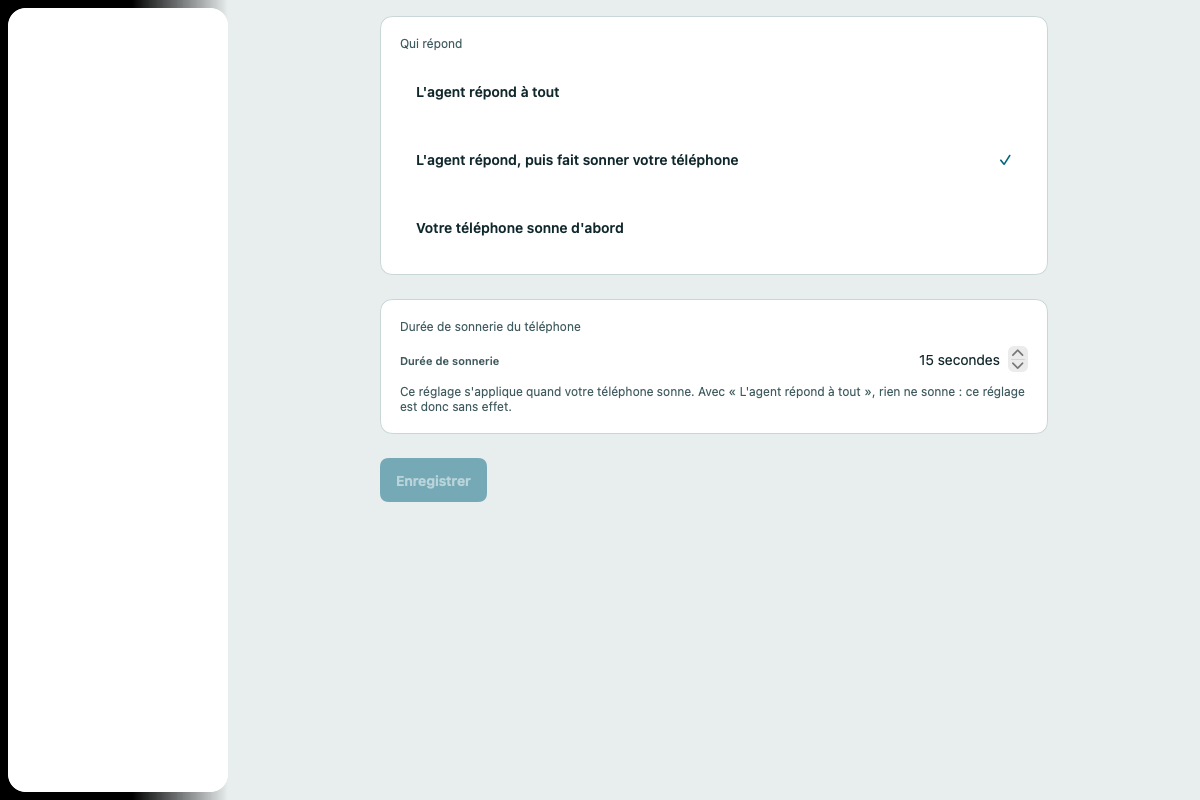 Qui répond
L'agent répond à tout
L'agent répond, puis fait sonner votre téléphone
Votre téléphone sonne d'abord
Durée de sonnerie du téléphone
Durée de sonnerie
15 secondes
Ce réglage s'applique quand votre téléphone sonne. Avec « L'agent répond à tout », rien ne sonne : ce réglage
est donc sans effet.
Enregistrer